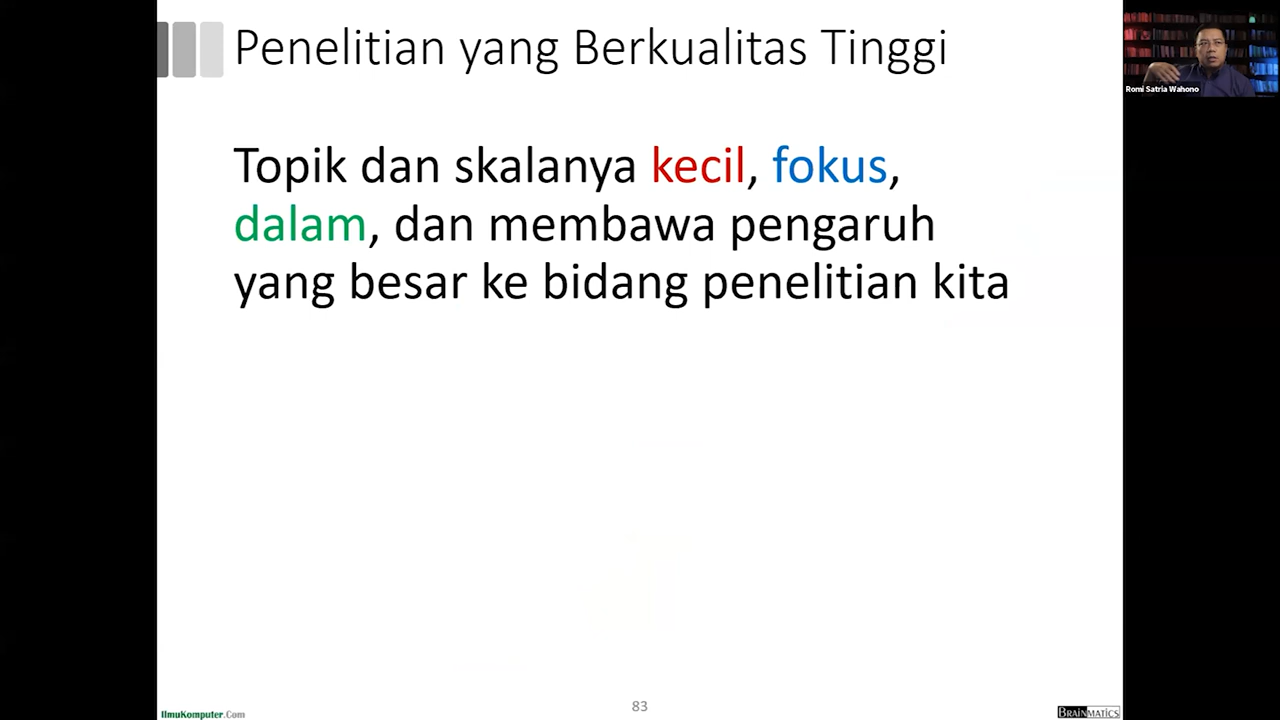 Penelitian yang Berkualitas Tinggi
Romi Satria Wahono
Topik dan skalanya kecil, fokus,
dalam, dan membawa pengaruh
yang besar ke bidang penelitian kita
IlmuKomputer.Com
83
BRAINMATICS